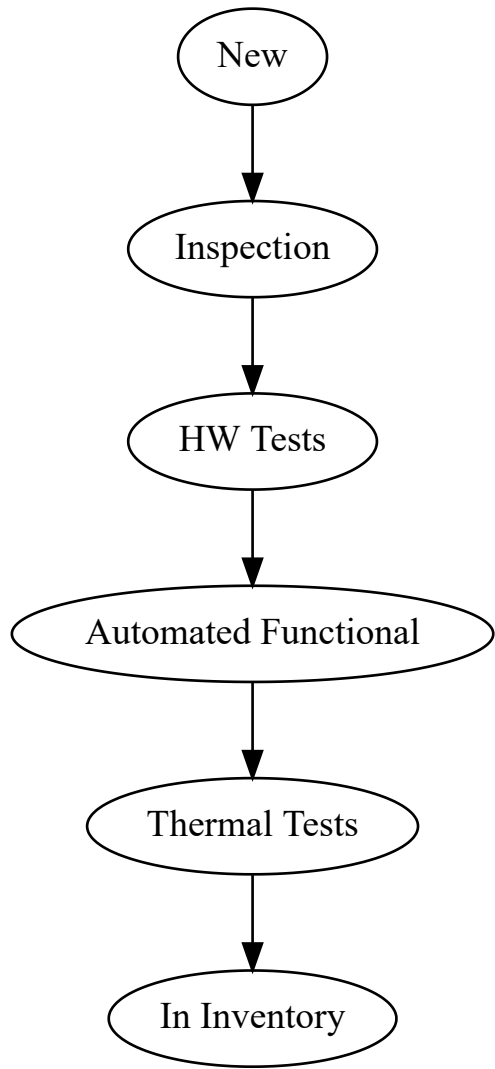 New
Inspection
HW Tests
Automated Functional
Thermal Tests
In Inventory